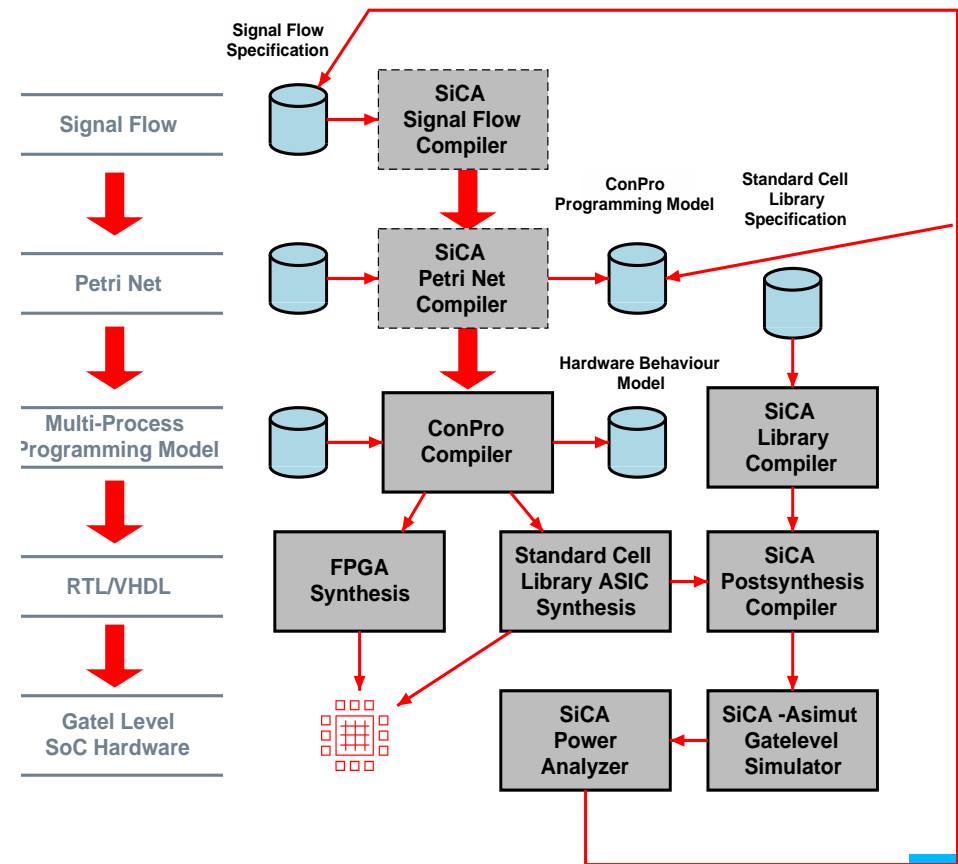 Signal Flow
Specification
Signal Flow
SiCA
Signal Flow
Compiler
ConPro
Programming Model
Standard Cell
Library
Specification
Petri Net
SiCA
Petri Net
Compiler
Hardware Behaviour
Model
Multi-Process
Programming Model
ConPro
Compiler
SiCA
Library
Compiler
RTL/VHDL
FPGA
Synthesis
Standard Cell
Library ASIC
Synthesis
SiCA
Postsynthesis
Compiler
Gatel Level
SoC Hardware
SiCA
Power
Analyzer
SiCA -Asimut
Gatelevel
Simulator